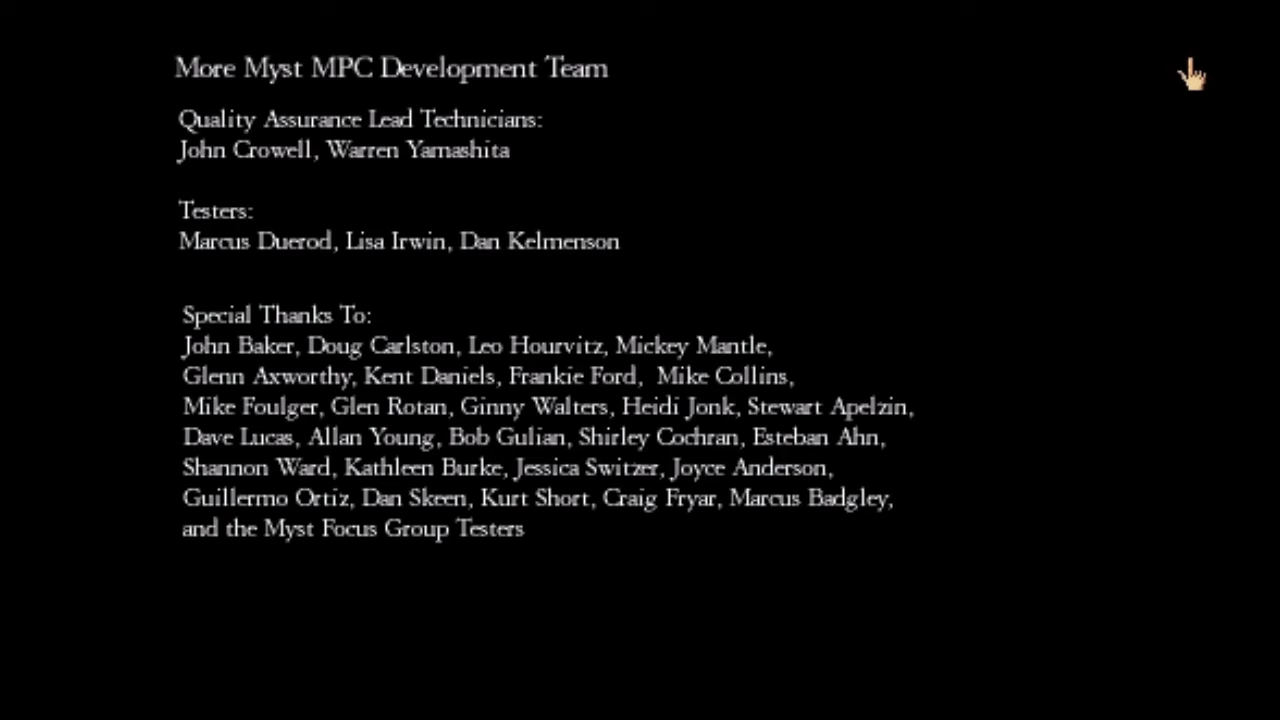 More Myst MPC Development Team
Quality Assurance Lead Technicians:
John Crowell, Warren Yamashita
Testers:
Marcus Duerod, Lisa Irwin, Dan Kelmenson
Special Thanks To:
John Baker, Doug Carlston, Leo Hourvitz, Mickey Mantle,
Glenn Axworthy, Kent Daniels, Frankie Ford,  Mike Collins,
Mike Foulger, Glen Rotan, Ginny Walters, Heidi Jonk, Stewart Apelzin,
Dave Lucas, Allan Young, Bob Gulian, Shirley Cochran, Esteban Ahn,
Shannon Ward, Kathleen Burke, Jessica Switzer, Joyce Anderson,
Guillermo Ortiz, Dan Skeen, Kurt Short, Craig Fryar, Marcus Badgley,
and the Myst Focus Group Testers